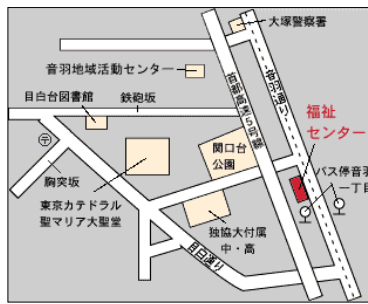 大塚警察署
音羽地域活動センター
首都高速5号線
音羽通り
目白台図書館
鉄砲坂
関口台
公園
福祉
センター
〒
胸突坂
バス停音羽
一丁目
東京カテドラル
聖マリア大聖堂
独協大付属
中・高
目白通り